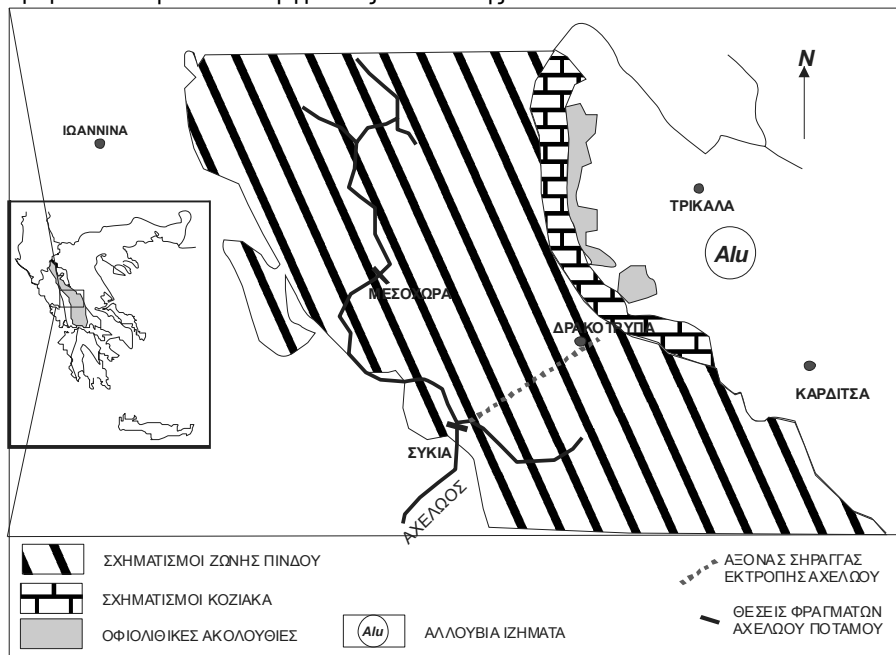 N
ΙΩΑΝΝΙΝΑ
ΤΡΙΚΑΛΑ
Alu
ΜΕΣΟΧΩΡΑ
ΔΡΑΚΟΤΡΥΠΑ
ΚΑΡΔΙΤΣΑ
ΣΥΚΙΑ
ΑΧΕΛΩΟΣ
ΣΧΗΜΑΤΙΣΜΟΙ ΖΩΝΗΣ ΠΙΝΔΟΥ
ΣΧΗΜΑΤΙΣΜΟΙ ΚΟΖΙΑΚΑ
ΟΦΙΟΛΙΘΙΚΕΣ ΑΚΟΛΟΥΘΙΕΣ
Alu
ΑΛΛΟΥΒΙΑ ΙΖΗΜΑΤΑ
ΑΞΟΝΑΣ ΣΗΡΑΓΓΑΣ
ΕΚΤΡΟΠΗΣ ΑΧΕΛΩΟΥ
ΘΕΣΕΙΣ ΦΡΑΓΜΑΤΩΝ
ΑΧΕΛΩΟΥ ΠΟΤΑΜΟΥ